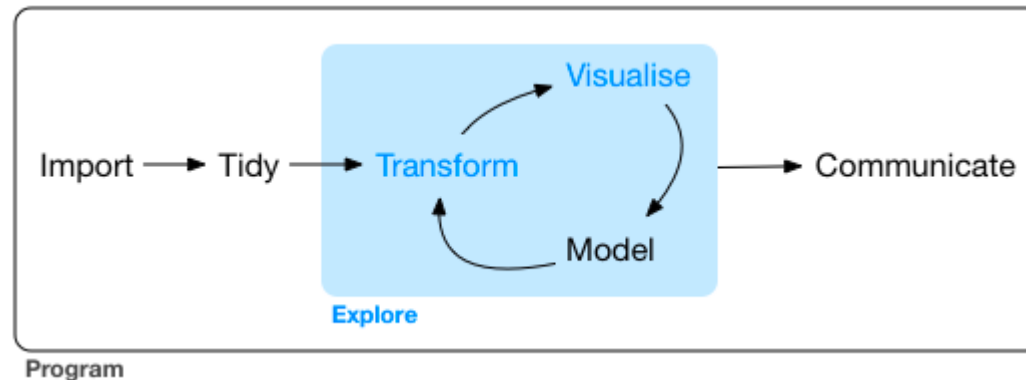 Visualise
Import Tidy Transform Communicate
Model
Explore
Program